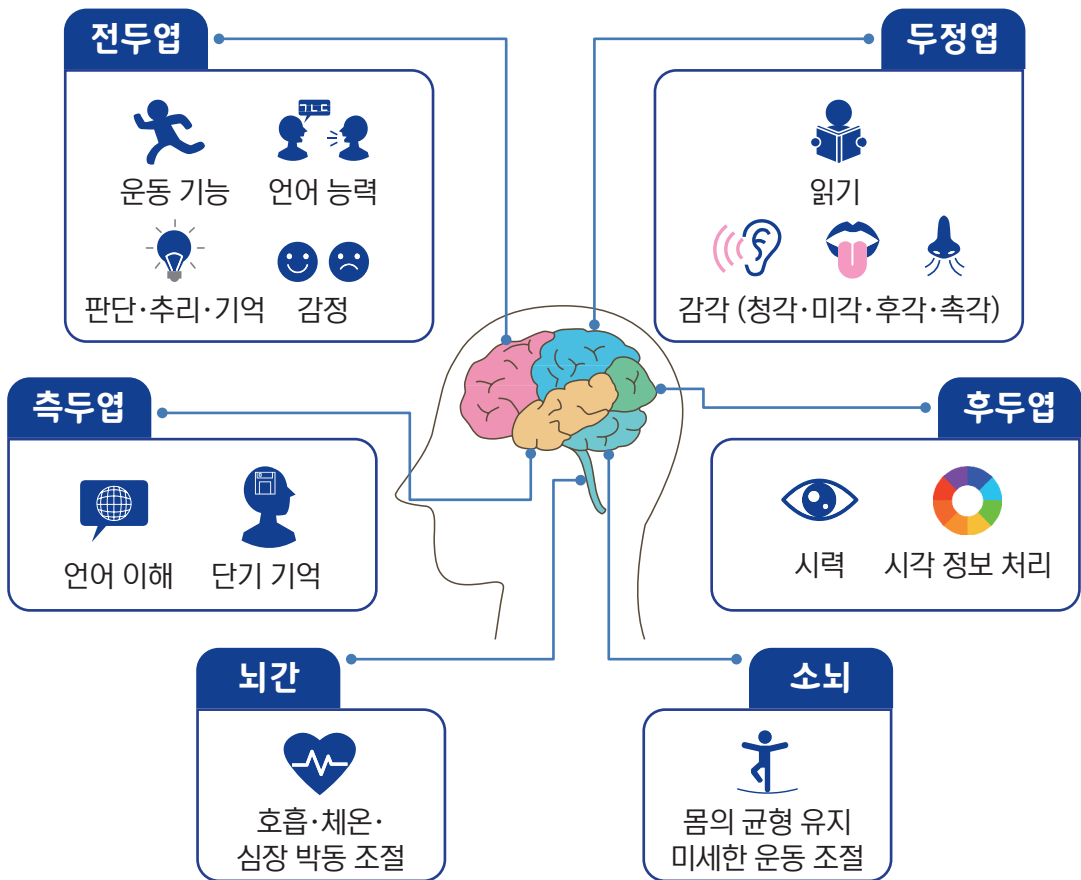 전두엽
운동 기능
언어 능력
판단·추리·기억
감정
두정엽
읽기
감각 (청각·미각·후각·촉각)
측두엽
언어 이해
단기 기억
후두엽
시력
시각 정보 처리
뇌간
호흡·체온·
심장 박동 조절
소뇌
몸의 균형 유지
미세한 운동 조절
ㄱㄴㄷ